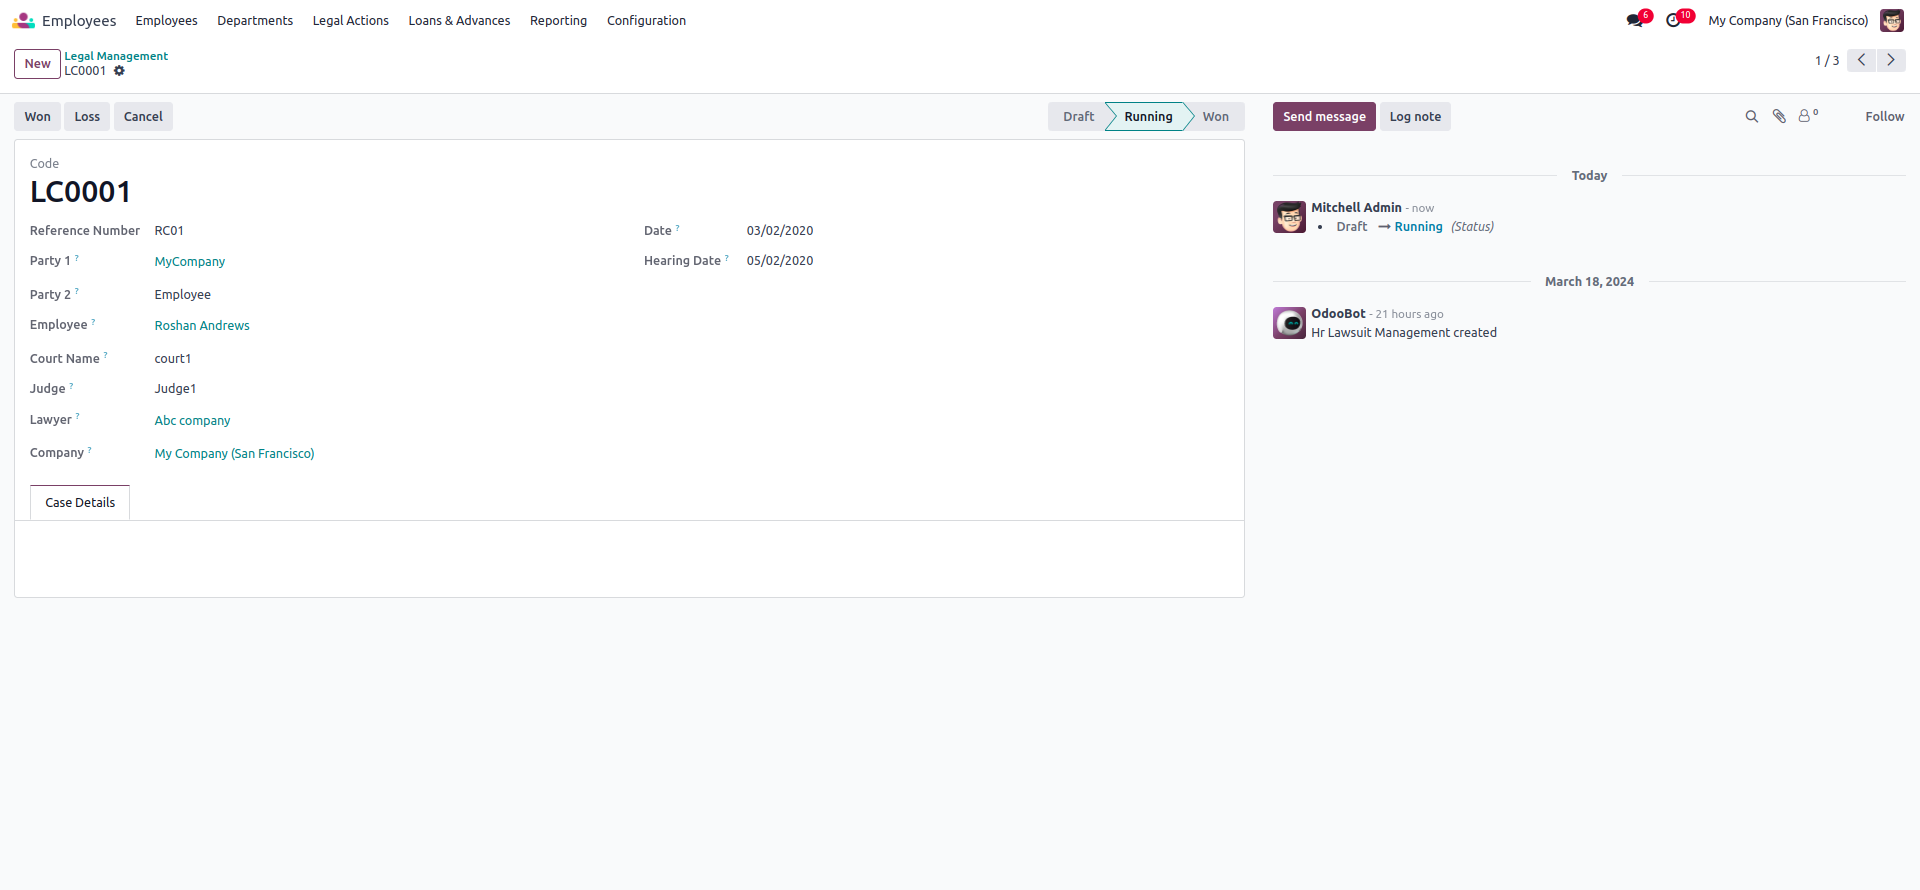 Employees Employees Departments Legal Actions Loans & Advances Reporting Configuration 6 10 My Company (San Francisco)
New Legal Management
LC0001
1 / 3
Won Loss Cancel Draft Running Won Send message Log note 0 Follow
Code
LC0001
Reference Number RC01
Party 1 ? MyCompany
Party 2 ? Employee
Employee ? Roshan Andrews
Court Name ? court1
Judge ? Judge1
Lawyer ? Abc company
Company ? My Company (San Francisco)
Date ? 03/02/2020
Hearing Date ? 05/02/2020
Case Details
Today
Mitchell Admin - now
• Draft → Running (Status)
March 18, 2024
OdooBot - 21 hours ago
Hr Lawsuit Management created